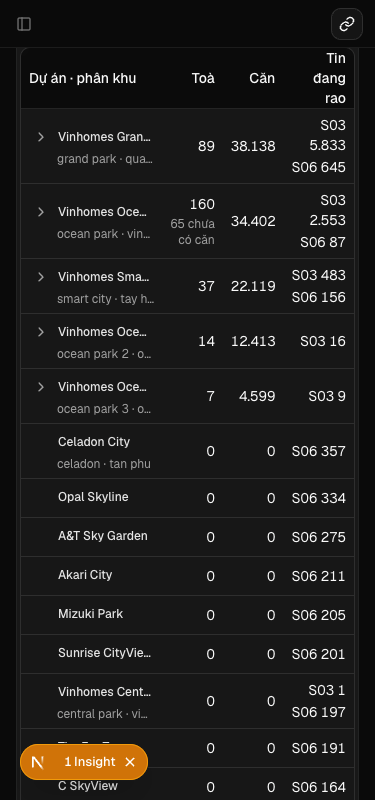 Dự án · phân khu Toà Căn Tin đang rao
Vinhomes Gran... 89 38.138 S03 5.833
grand park · qua... S06 645
Vinhomes Oce... 160 34.402 S03 2.553
ocean park · vin... 65 chưa có căn S06 87
Vinhomes Sma... 37 22.119 S03 483
smart city · tay h... S06 156
Vinhomes Oce... 14 12.413 S03 16
ocean park 2 · o...
Vinhomes Oce... 7 4.599 S03 9
ocean park 3 · o...
Celadon City 0 0 S06 357
celadon · tan phu
Opal Skyline 0 0 S06 334
A&T Sky Garden 0 0 S06 275
Akari City 0 0 S06 211
Mizuki Park 0 0 S06 205
Sunrise CityVie... 0 0 S06 201
Vinhomes Cent... 0 0 S03 1
central park · vi... S06 197
0 0 S06 191
N 1 Insight
C SkyView 0 0 S06 164